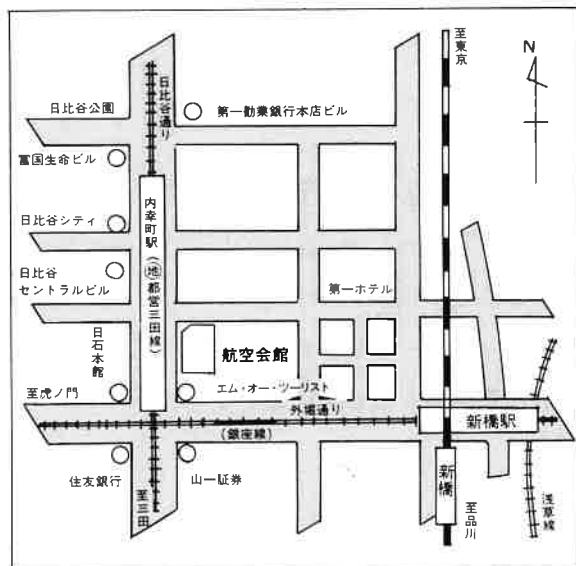 至東京
N
日比谷公園
日比谷通り
第一勧業銀行本店ビル
富国生命ビル
日比谷シティ
内幸町駅(地都営三田線)
日比谷
セントラルビル
第一ホテル
日石本館
航空会館
至虎ノ門
エム・オー・ツーリスト
外堀通り
(銀座線)
新橋駅
住友銀行
至三田
山一証券
新橋
至品川
浅草線